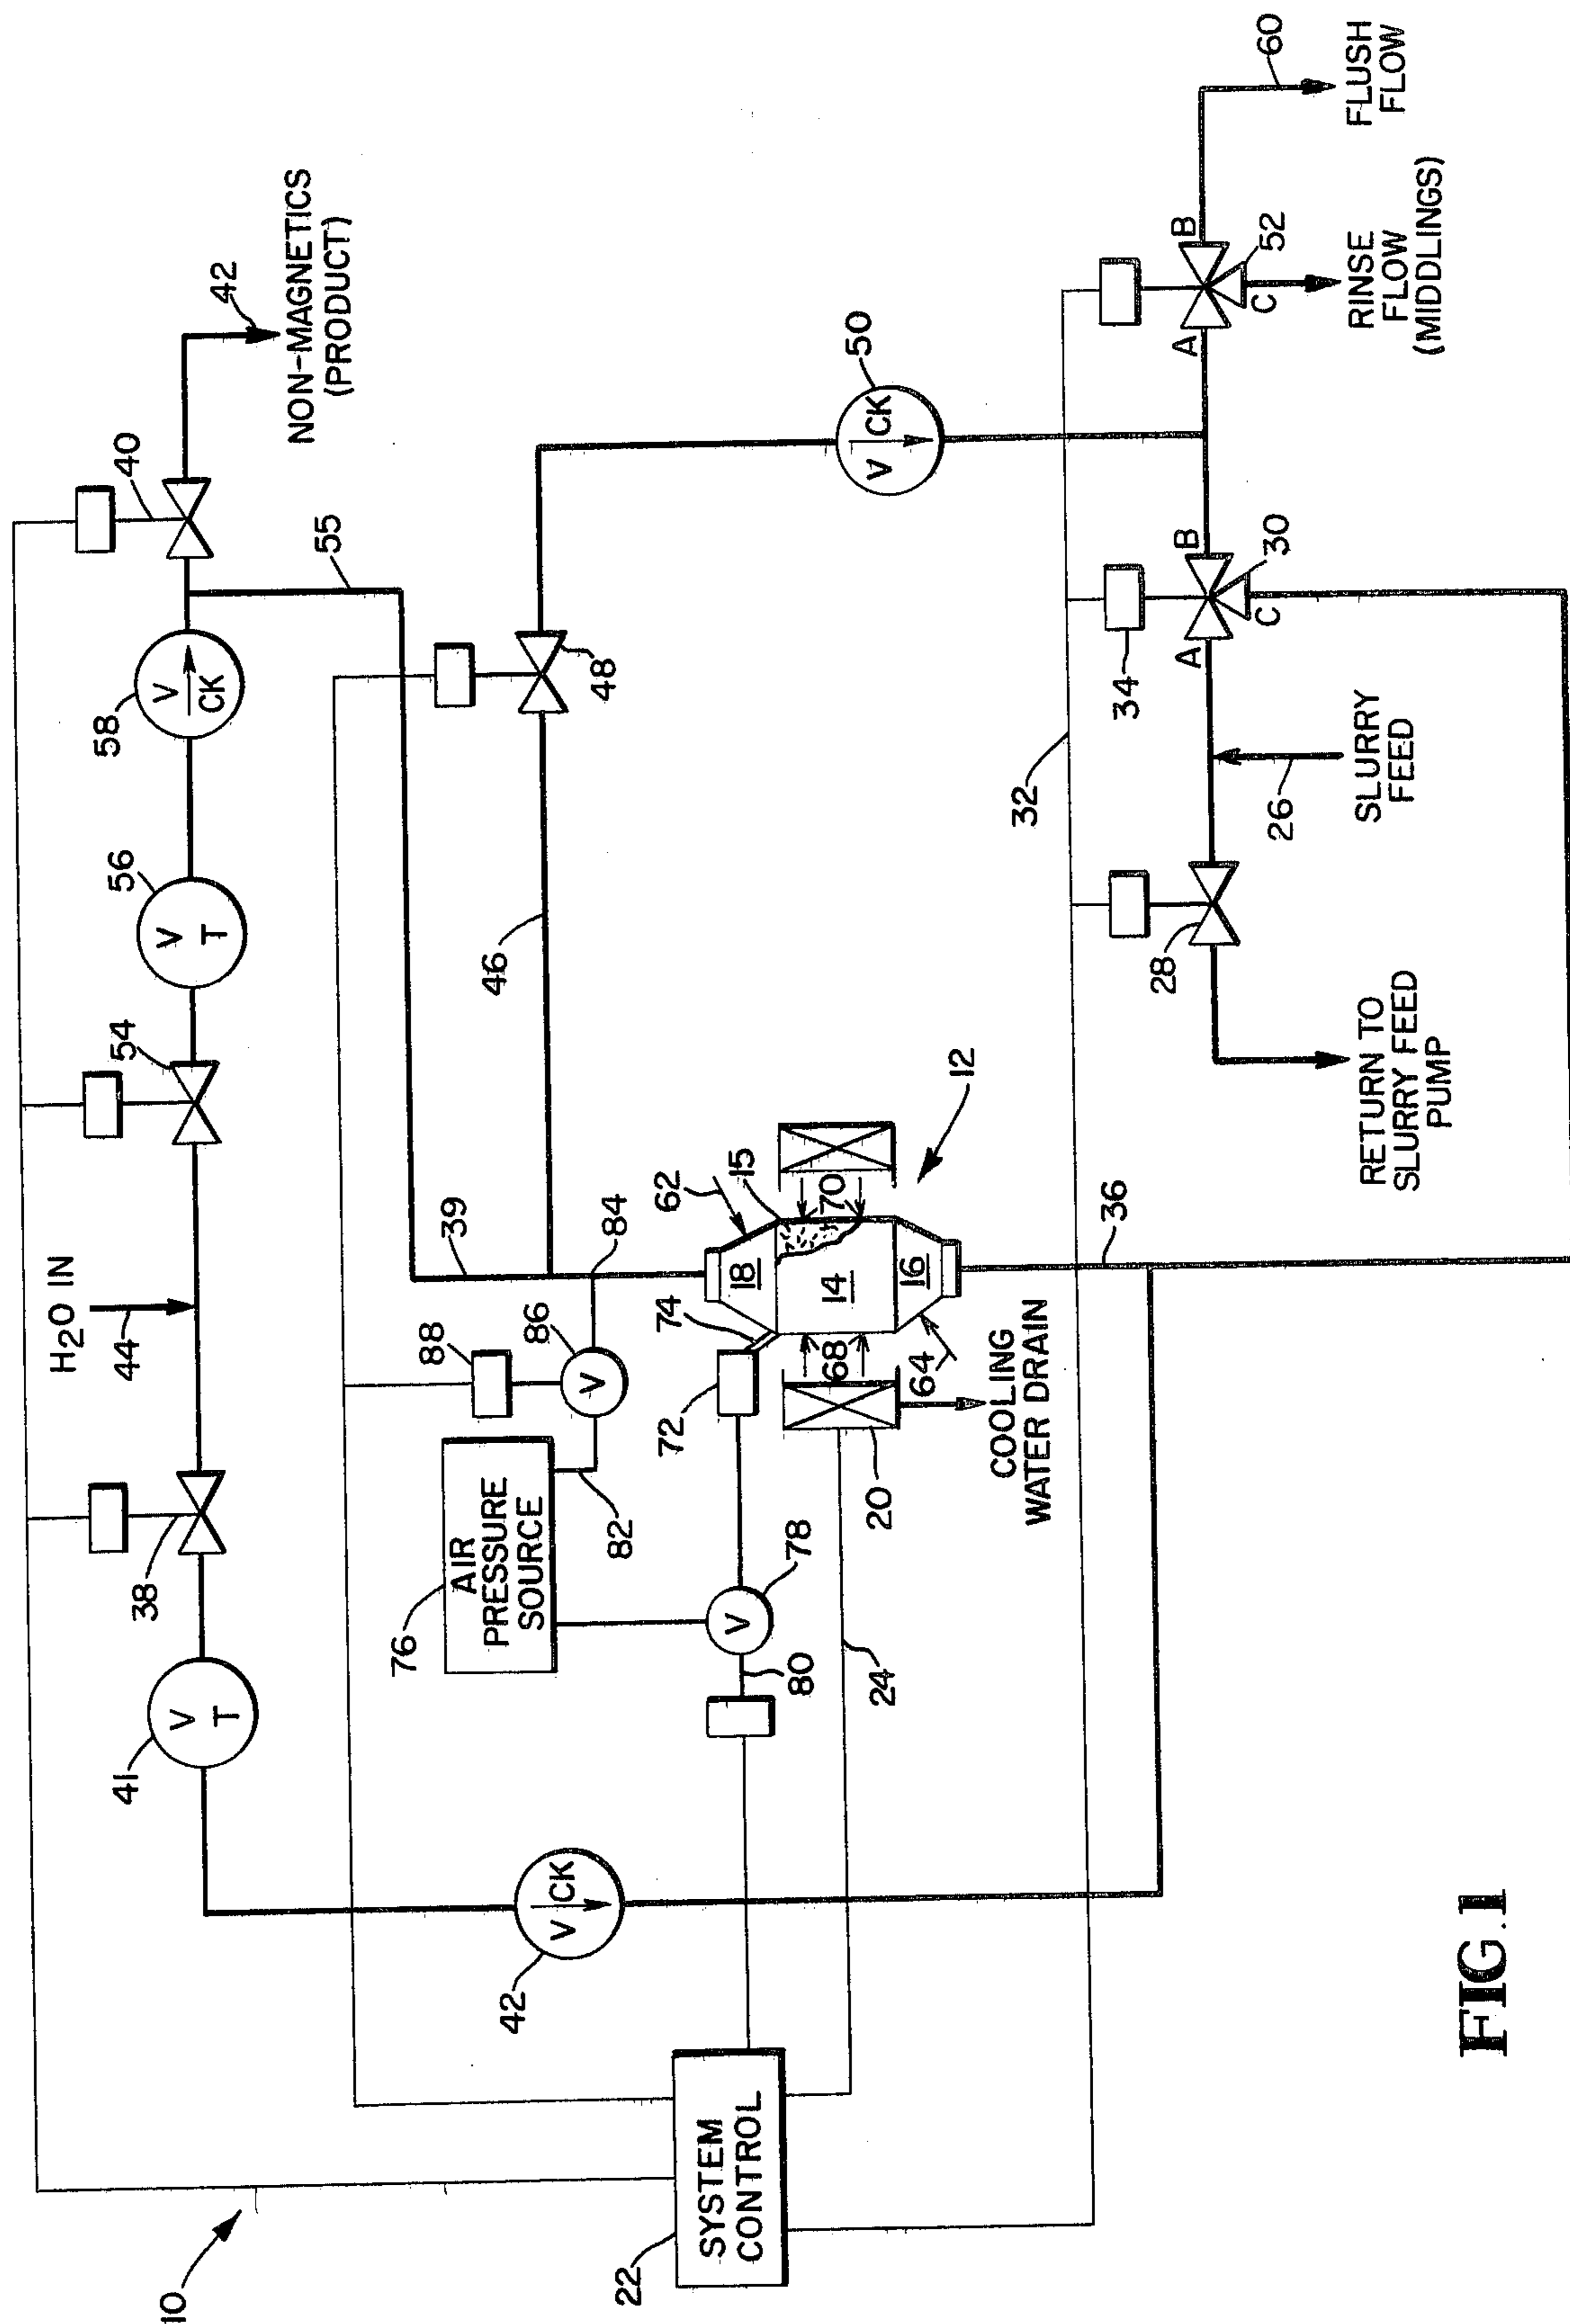 10
H₂O IN
44
38
41
54
56
58
40
42
NON-MAGNETICS
(PRODUCT)
55
V
T
V
T
V
CK
39
46
48
V
CK
42
V
CK
50
76
AIR
PRESSURE
SOURCE
82
88
86
V
84
72
74
62
15
18
14
16
68
70
64
12
20
COOLING
WATER DRAIN
78
V
80
24
22
SYSTEM
CONTROL
36
32
34
28
A
B
C
30
A
B
C
52
26
SLURRY
FEED
RETURN TO
SLURRY FEED
PUMP
RINSE
FLOW
(MIDDLINGS)
60
FLUSH
FLOW
FIG.1